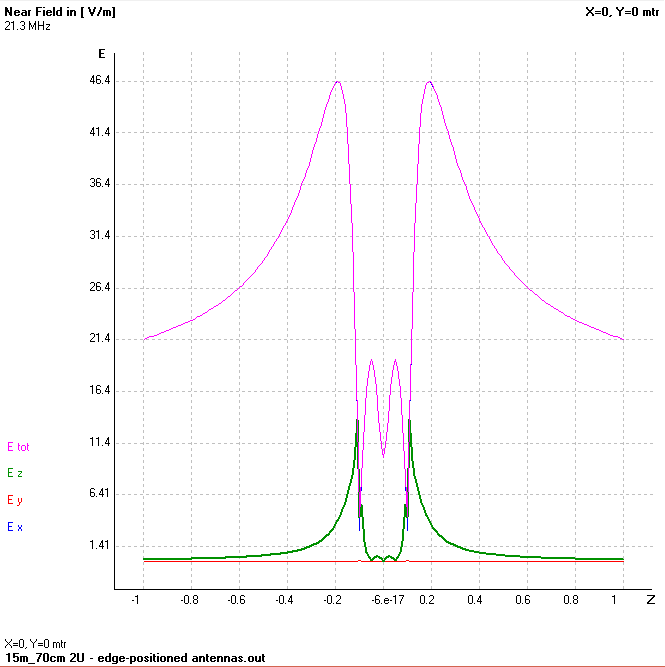 Near Field in [ V/m] X=0, Y=0 mtr
21.3 MHz
E
46.4
41.4
36.4
31.4
26.4
21.4
16.4
11.4
6.41
1.41
E tot
E z
E y
E x
-1 -0.8 -0.6 -0.4 -0.2 -6.e-17 0.2 0.4 0.6 0.8 1 Z
X=0, Y=0 mtr
15m_70cm 2U - edge-positioned antennas.out